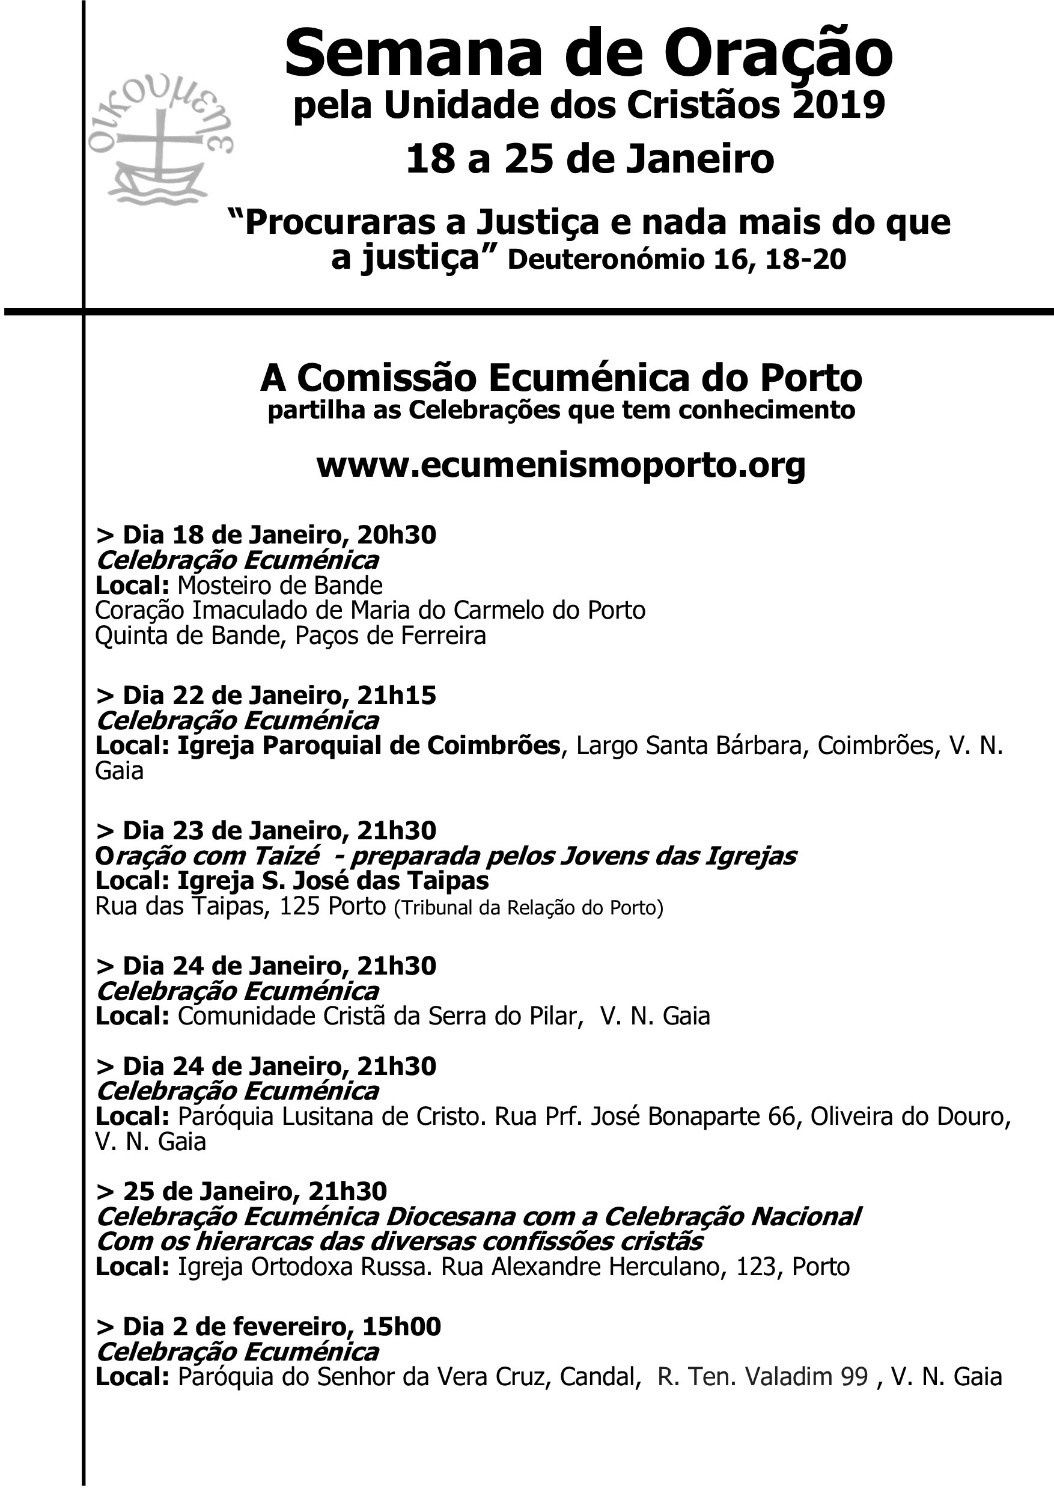 Semana de Oração
pela Unidade dos Cristãos 2019
18 a 25 de Janeiro
οικουμενε
“Procuraras a Justiça e nada mais do que
a justiça” Deuteronómio 16, 18-20
A Comissão Ecuménica do Porto
partilha as Celebrações que tem conhecimento
www.ecumenismoporto.org
> Dia 18 de Janeiro, 20h30
Celebração Ecuménica
Local: Mosteiro de Bande
Coração Imaculado de Maria do Carmelo do Porto
Quinta de Bande, Paços de Ferreira
> Dia 22 de Janeiro, 21h15
Celebração Ecuménica
Local: Igreja Paroquial de Coimbrões, Largo Santa Bárbara, Coimbrões, V. N.
Gaia
> Dia 23 de Janeiro, 21h30
Oração com Taizé  - preparada pelos Jovens das Igrejas
Local: Igreja S. José das Taipas
Rua das Taipas, 125 Porto (Tribunal da Relação do Porto)
> Dia 24 de Janeiro, 21h30
Celebração Ecuménica
Local: Comunidade Cristã da Serra do Pilar,  V. N. Gaia
> Dia 24 de Janeiro, 21h30
Celebração Ecuménica
Local: Paróquia Lusitana de Cristo. Rua Prf. José Bonaparte 66, Oliveira do Douro,
V. N. Gaia
> 25 de Janeiro, 21h30
Celebração Ecuménica Diocesana com a Celebração Nacional
Com os hierarcas das diversas confissões cristãs
Local: Igreja Ortodoxa Russa. Rua Alexandre Herculano, 123, Porto
> Dia 2 de fevereiro, 15h00
Celebração Ecuménica
Local: Paróquia do Senhor da Vera Cruz, Candal,  R. Ten. Valadim 99 , V. N. Gaia